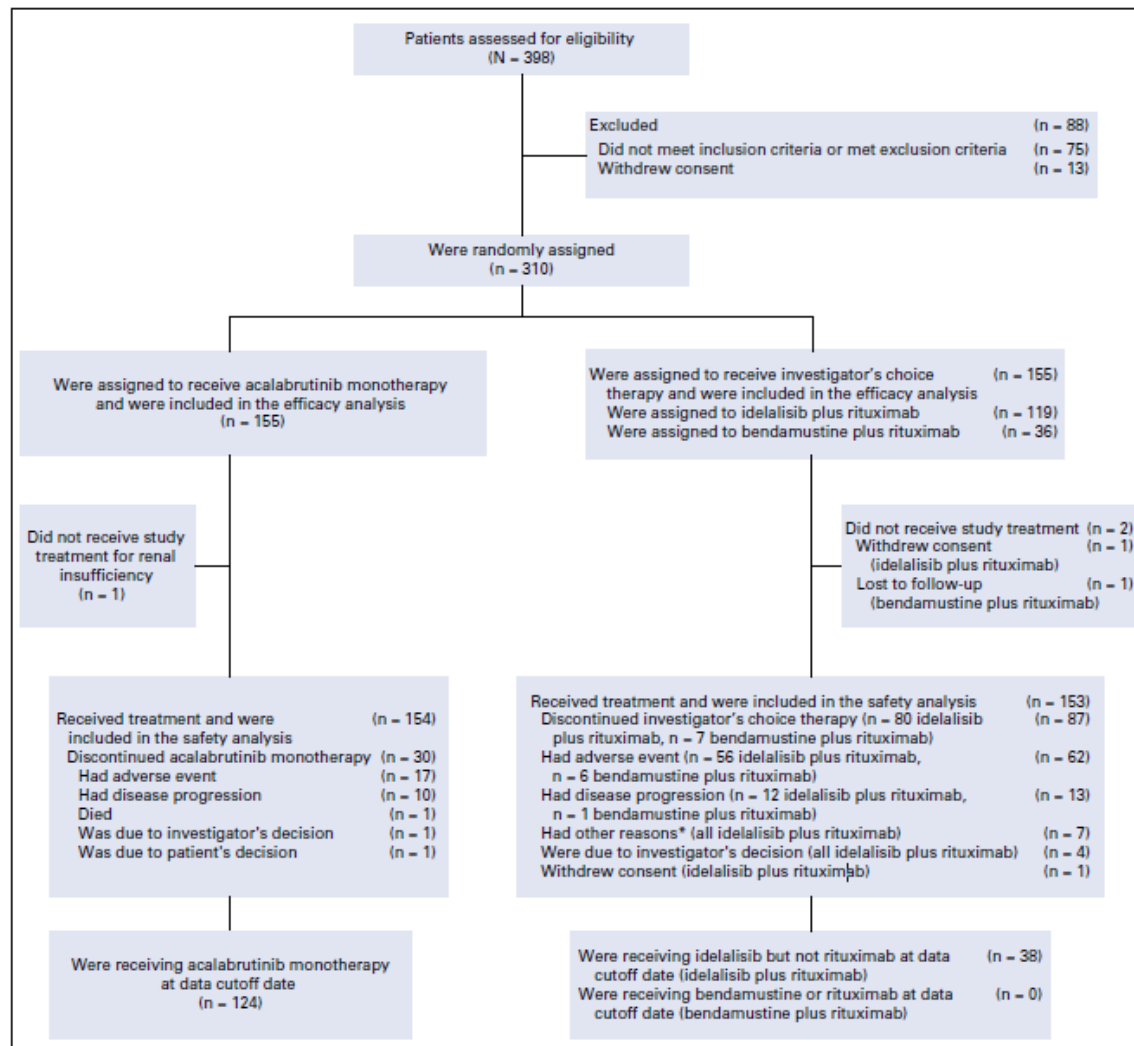 Patients assessed for eligibility
(N – 398)
Excluded (n – 88)
Did not meet inclusion criteria or met exclusion criteria (n – 75)
Withdrew consent (n – 13)
Were randomly assigned
(n – 310)
Were assigned to receive acalabrutinib monotherapy
and were included in the efficacy analysis
(n – 155)
Were assigned to receive investigator's choice (n – 155)
therapy and were included in the efficacy analysis
Were assigned to idelalisib plus rituximab (n – 119)
Were assigned to bendamustine plus rituximab (n – 36)
Did not receive study
treatment for renal
insufficiency
(n – 1)
Did not receive study treatment (n – 2)
Withdrew consent (n – 1)
(idelalisib plus rituximab)
Lost to follow-up (n – 1)
(bendamustine plus rituximab)
Received treatment and were (n – 154)
included in the safety analysis
Discontinued acalabrutinib monotherapy (n – 30)
Had adverse event (n – 17)
Had disease progression (n – 10)
Died (n – 1)
Was due to investigator's decision (n – 1)
Was due to patient's decision (n – 1)
Received treatment and were included in the safety analysis (n – 153)
Discontinued investigator's choice therapy (n – 80 idelalisib (n – 87)
plus rituximab, n – 7 bendamustine plus rituximab)
Had adverse event (n – 56 idelalisib plus rituximab, (n – 62)
n – 6 bendamustine plus rituximab)
Had disease progression (n – 12 idelalisib plus rituximab, (n – 13)
n – 1 bendamustine plus rituximab)
Had other reasons* (all idelalisib plus rituximab) (n – 7)
Were due to investigator's decision (all idelalisib plus rituximab) (n – 4)
Withdrew consent (idelalisib plus rituximab) (n – 1)
Were receiving acalabrutinib monotherapy
at data cutoff date
(n – 124)
Were receiving idelalisib but not rituximab at data (n – 38)
cutoff date (idelalisib plus rituximab)
Were receiving bendamustine or rituximab at data (n – 0)
cutoff date (bendamustine plus rituximab)